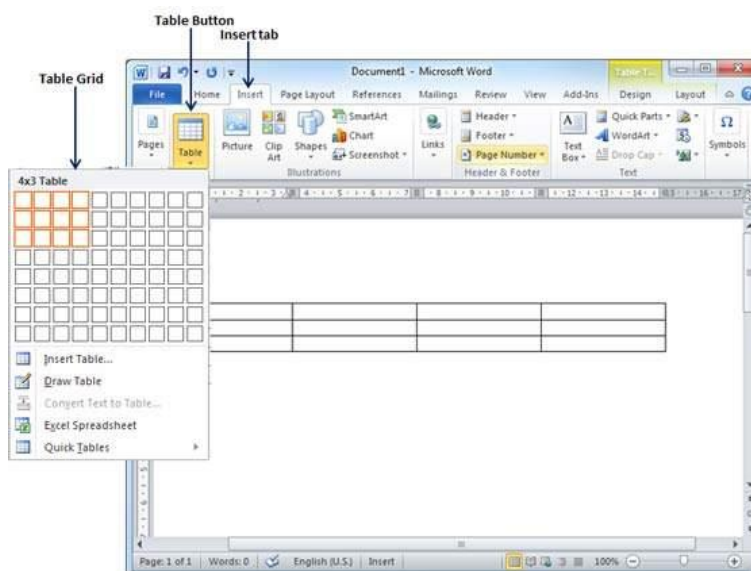 Table Button
Insert tab
Table Grid
Document1 - Microsoft Word
File Home Insert Page Layout References Mailings Review View Add-Ins Design Layout
Pages
Table
Picture
Clip Art
Shapes
SmartArt
Chart
Screenshot
Illustrations
Links
Header
Footer
Page Number
Header & Footer
Text Box
Quick Parts
WordArt
Drop Cap
Text
Symbols
4x3 Table
Insert Table...
Draw Table
Convert Text to Table...
Excel Spreadsheet
Quick Tables
Page: 1 of 1 Words: 0 English (U.S.) Insert 100%